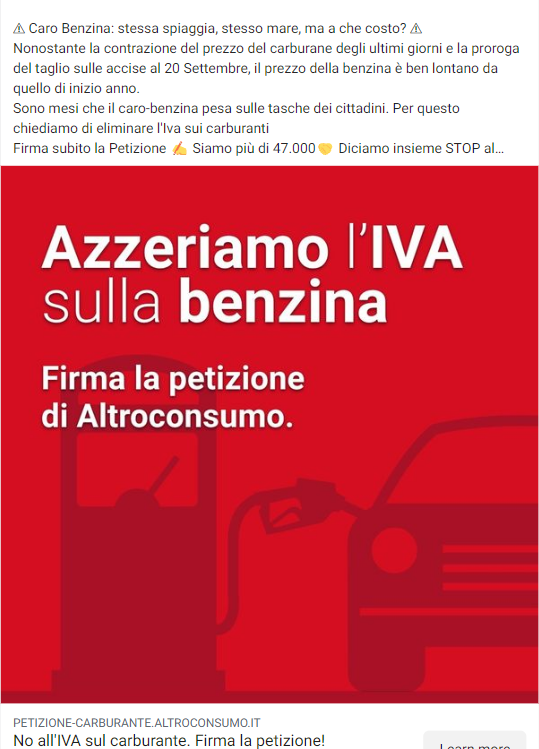 ⚠ Caro Benzina: stessa spiaggia, stesso mare, ma a che costo? ⚠
Nonostante la contrazione del prezzo del carburane degli ultimi giorni e la proroga
del taglio sulle accise al 20 Settembre, il prezzo della benzina è ben lontano da
quello di inizio anno.
Sono mesi che il caro-benzina pesa sulle tasche dei cittadini. Per questo
chiediamo di eliminare l'Iva sui carburanti
Firma subito la Petizione ✍ Siamo più di 47.000🤛 Diciamo insieme STOP al...
Azzeriamo l'IVA
sulla benzina
Firma la petizione
di Altroconsumo.
PETIZIONE-CARBURANTE.ALTROCONSUMO.IT
No all'IVA sul carburante. Firma la petizione!
Learn more